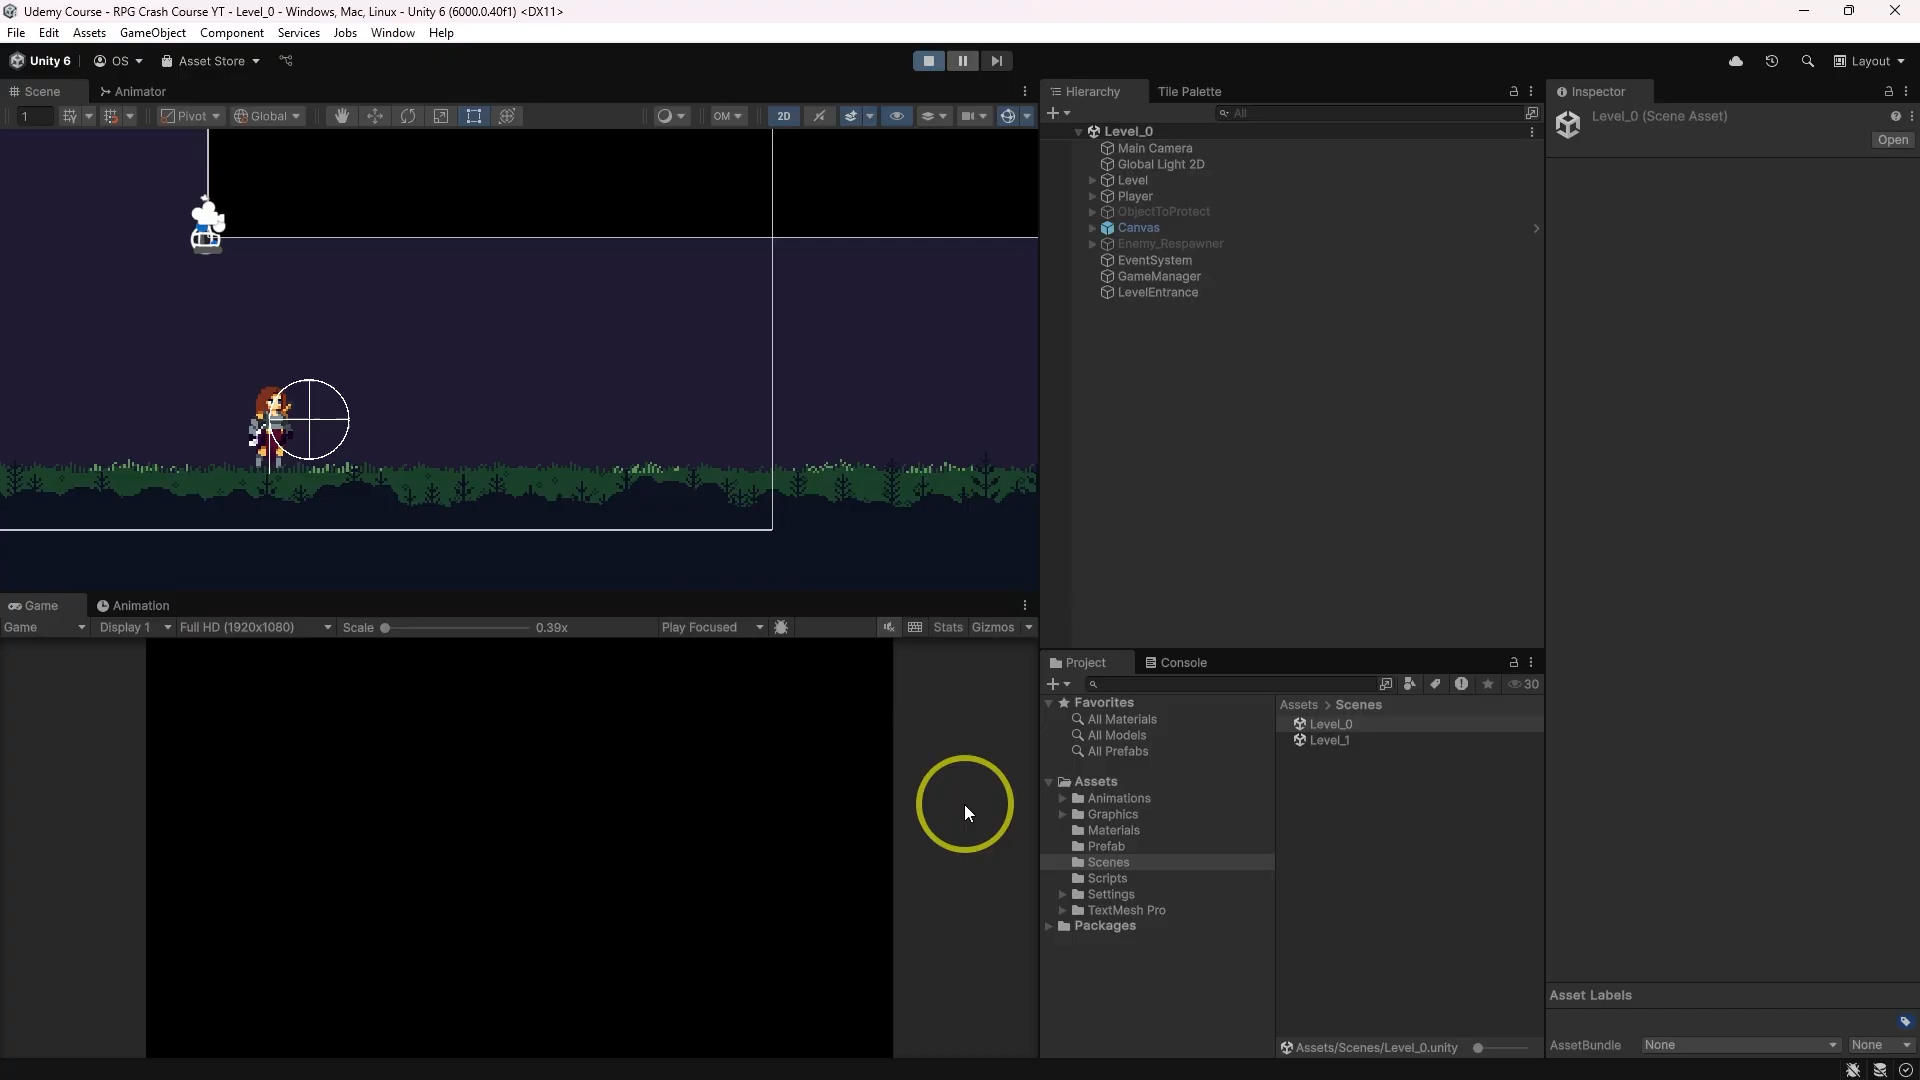 Udemy Course - RPG Crash Course YT - Level_0 - Windows, Mac, Linux - Unity 6 (6000.0.40f1) <DX11>
File Edit Assets GameObject Component Services Jobs Window Help
Unity 6 OS Asset Store Layout
Scene Animator
1 Pivot Global OM 2D
Hierarchy Tile Palette
All
Level_0
Main Camera
Global Light 2D
Level
Player
ObjectToProtect
Canvas
Enemy_Respawner
EventSystem
GameManager
LevelEntrance
Inspector
Level_0 (Scene Asset)
Open
Game Animation
Game Display 1 Full HD (1920x1080) Scale 0.39x Play Focused Stats Gizmos
Project Console
30
Favorites
All Materials
All Models
All Prefabs
Assets
Animations
Graphics
Materials
Prefab
Scenes
Scripts
Settings
TextMesh Pro
Packages
Assets > Scenes
Level_0
Level_1
Assets/Scenes/Level_0.unity
Asset Labels
AssetBundle None None